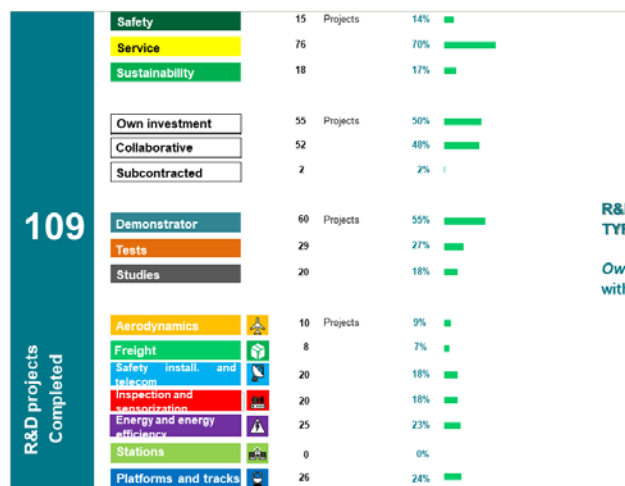 Safety 15 Projects 14%
Service 76 70%
Sustainability 18 17%
Own investment 55 Projects 50%
Collaborative 52 48%
Subcontracted 2 2%
109
Demonstrator 60 Projects 55%
Tests 29 27%
Studies 20 18%
R&D projects
Completed
Aerodynamics 10 Projects 9%
Freight 8 7%
Safety install. and
telecom 20 18%
Inspection and
sensorization 20 18%
Energy and energy
efficiency 25 23%
Stations 0 0%
Platforms and tracks 26 24%
R&
TYP
Ow
with